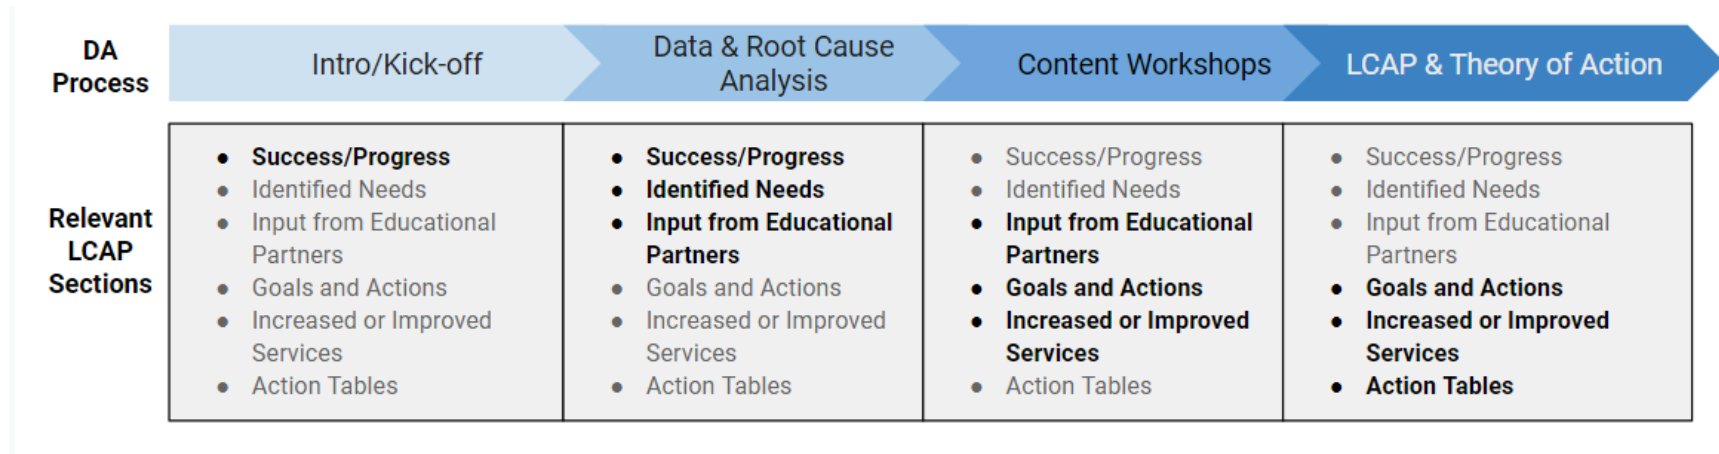 DA
Process
Intro/Kick-off
Data & Root Cause
Analysis
Content Workshops
LCAP & Theory of Action
Relevant
LCAP
Sections
● Success/Progress
● Identified Needs
● Input from Educational
Partners
● Goals and Actions
● Increased or Improved
Services
● Action Tables
● Success/Progress
● Identified Needs
● Input from Educational
Partners
● Goals and Actions
● Increased or Improved
Services
● Action Tables
● Success/Progress
● Identified Needs
● Input from Educational
Partners
● Goals and Actions
● Increased or Improved
Services
● Action Tables
● Success/Progress
● Identified Needs
● Input from Educational
Partners
● Goals and Actions
● Increased or Improved
Services
● Action Tables